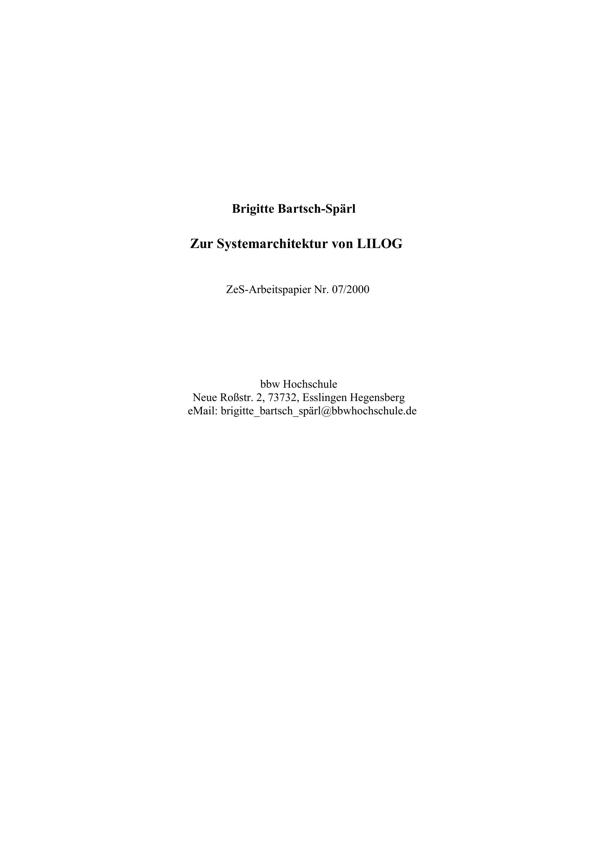 Brigitte Bartsch-Spärl
Zur Systemarchitektur von LILOG
ZeS-Arbeitspapier Nr. 07/2000
bbw Hochschule
Neue Roßstr. 2, 73732, Esslingen Hegensberg
eMail: brigitte_bartsch_spärl@bbwhochschule.de